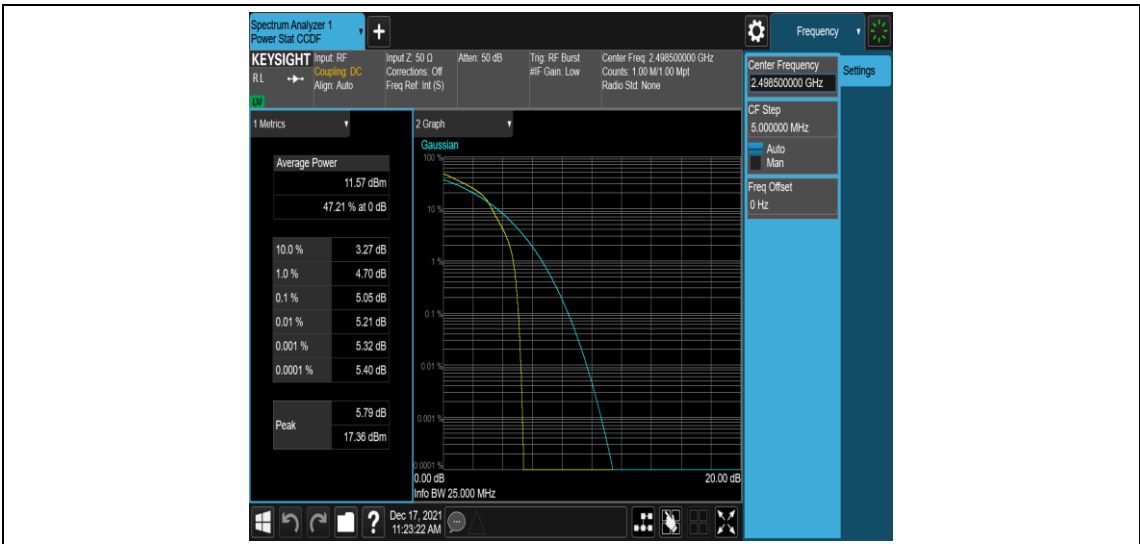 Spectrum Analyzer 1
Power Stat CCDF
+
Frequency
KEYSIGHT
RL
LXI
Input: RF
Coupling: DC
Align: Auto
Input Z: 50 Ω
Corrections: Off
Freq Ref: Int (S)
Atten: 50 dB
Trig: RF Burst
#IF Gain: Low
Center Freq: 2.498500000 GHz
Counts: 1.00 M/1.00 Mpt
Radio Std: None
Center Frequency
2.498500000 GHz
Settings
CF Step
5.000000 MHz
Auto
Man
Freq Offset
0 Hz
1 Metrics
Average Power
11.57 dBm
47.21 % at 0 dB
10.0 % 3.27 dB
1.0 % 4.70 dB
0.1 % 5.05 dB
0.01 % 5.21 dB
0.001 % 5.32 dB
0.0001 % 5.40 dB
Peak
5.79 dB
17.36 dBm
2 Graph
Gaussian
100 %
10 %
1 %
0.1 %
0.01 %
0.001 %
0.0001 %
0.00 dB 20.00 dB
Info BW 25.000 MHz
?
Dec 17, 2021
11:23:22 AM